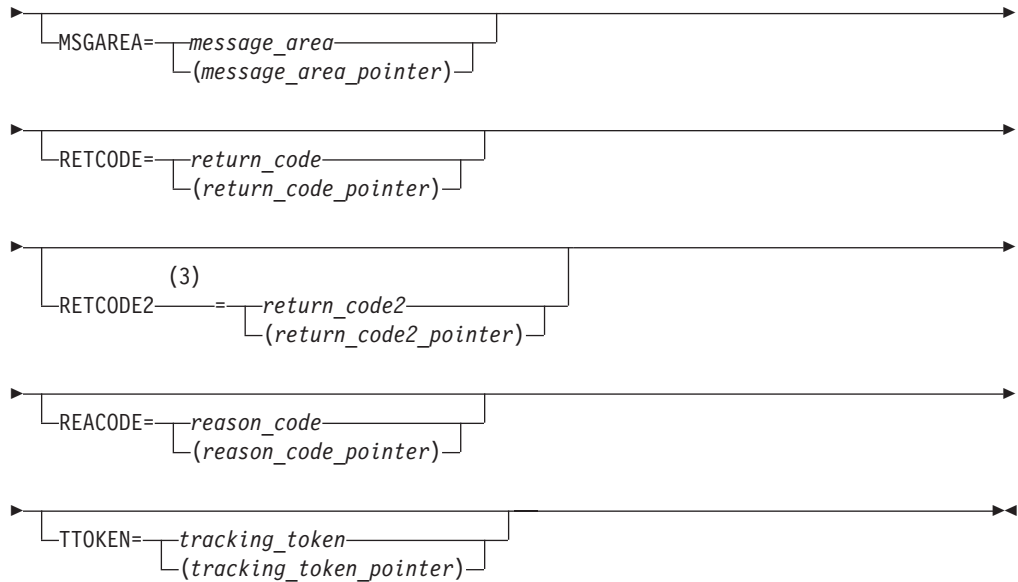 MSGAREA= message_area
(message_area_pointer)
RETCODE= return_code
(return_code_pointer)
(3)
RETCODE2 = return_code2
(return_code2_pointer)
REACODE= reason_code
(reason_code_pointer)
TTOKEN= tracking_token
(tracking_token_pointer)